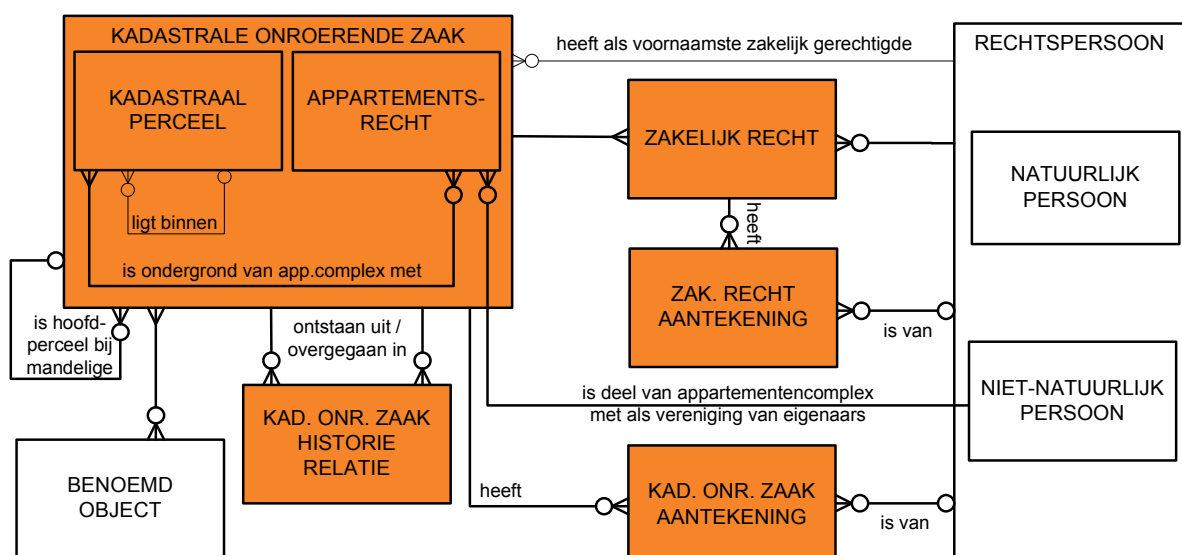 KADASTRALE ONROERENDE ZAAK
heeft als voornaamste zakelijk gerechtigde
RECHTSPERSOON
KADASTRAAL
PERCEEL
APPARTEMENTS-
RECHT
ZAKELIJK RECHT
NATUURLIJK
PERSOON
ligt binnen
heeft
is ondergrond van app.complex met
ZAK. RECHT
AANTEKENING
is van
is hoofd-
perceel bij
mandelige
ontstaan uit /
overgegaan in
is deel van appartementencomplex
met als vereniging van eigenaars
NIET-NATUURLIJK
PERSOON
KAD. ONR. ZAAK
HISTORIE
RELATIE
BENOEMD
OBJECT
heeft
KAD. ONR. ZAAK
AANTEKENING
is van